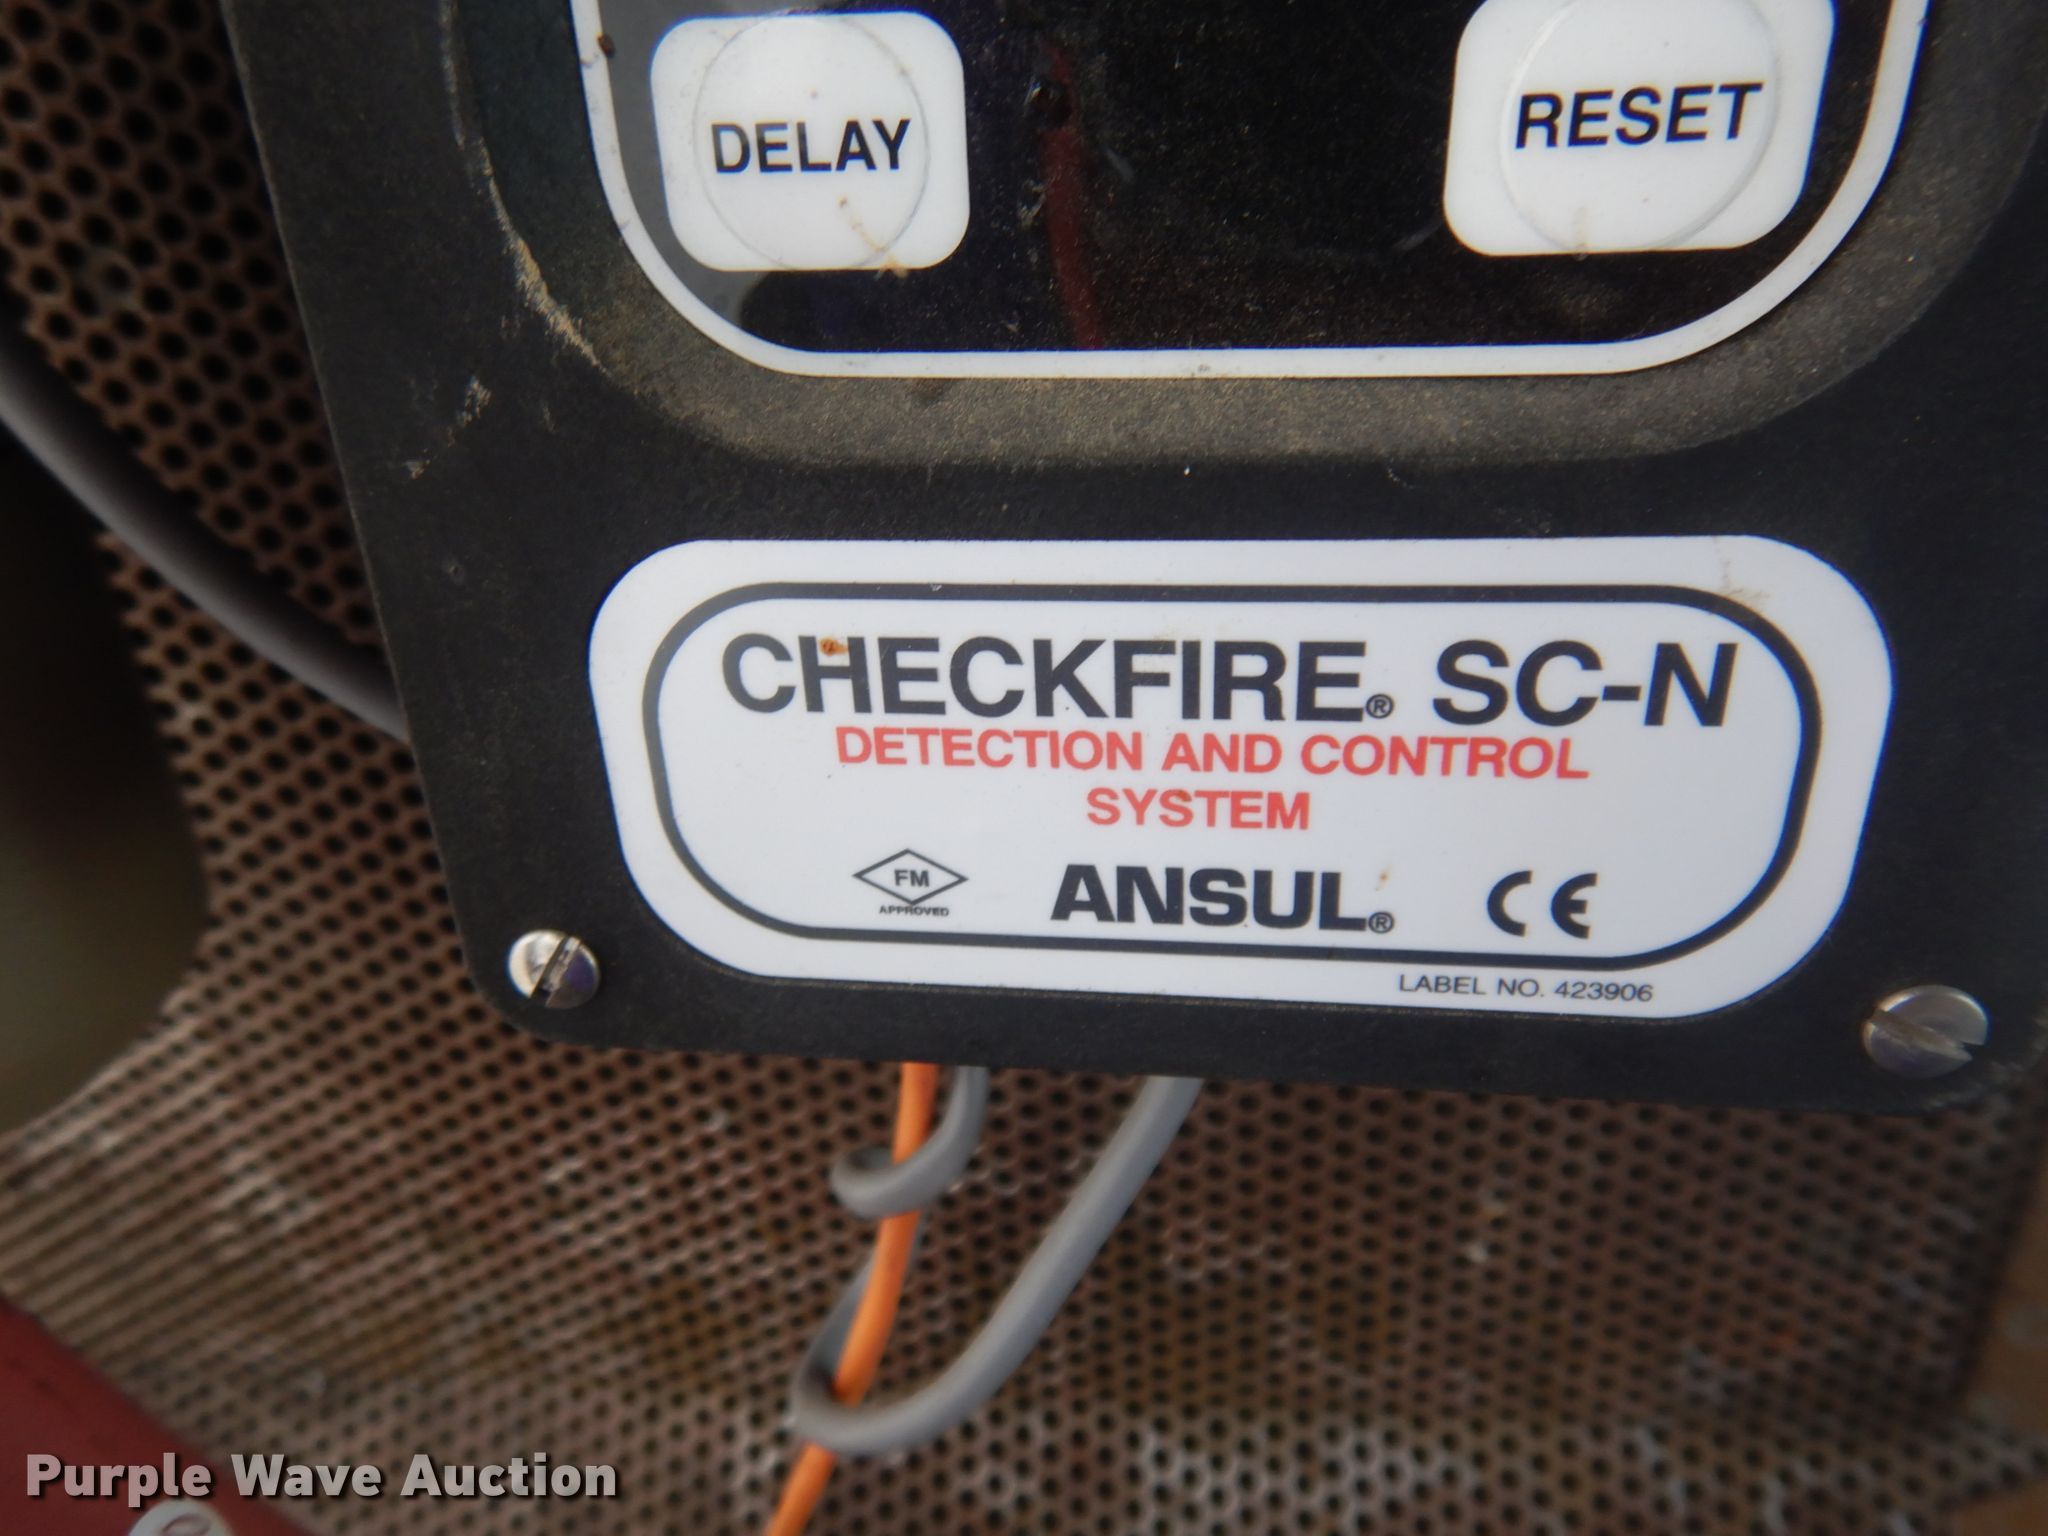 DELAY
RESET
CHECKFIRE® SC-N
DETECTION AND CONTROL
SYSTEM
FM
APPROVED
ANSUL®
CE
LABEL NO. 423906
Purple Wave Auction